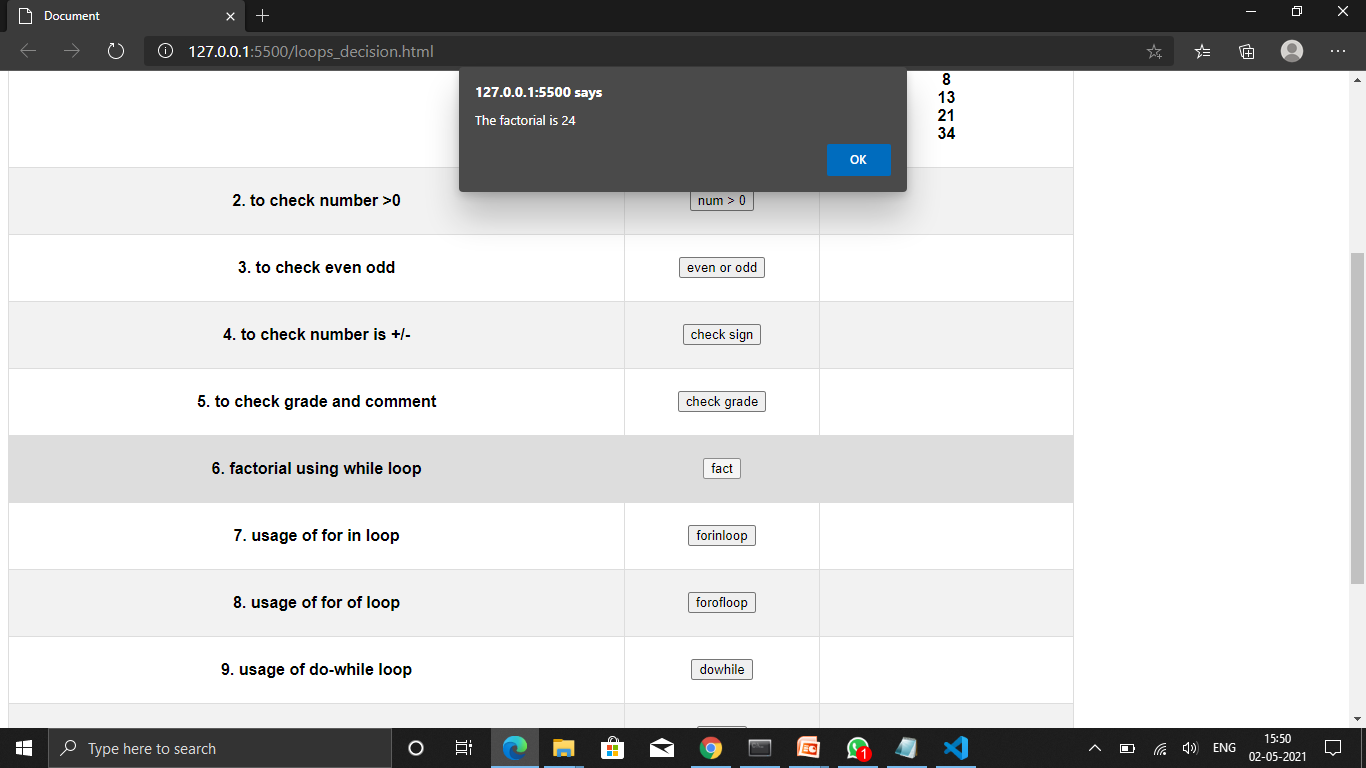 Document
127.0.0.1:5500/loops_decision.html
127.0.0.1:5500 says
The factorial is 24
OK
8
13
21
34
2. to check number >0
num > 0
3. to check even odd
even or odd
4. to check number is +/-
check sign
5. to check grade and comment
check grade
6. factorial using while loop
fact
7. usage of for in loop
forinloop
8. usage of for of loop
forofloop
9. usage of do-while loop
dowhile
Type here to search
1
ENG
15:50
02-05-2021